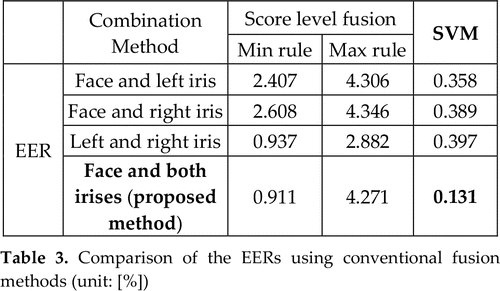 Combination Method Score level fusion SVM
Min rule Max rule
EER
Face and left iris 2.407 4.306 0.358
Face and right iris 2.608 4.346 0.389
Left and right iris 0.937 2.882 0.397
Face and both irises (proposed method) 0.911 4.271 0.131
Table 3. Comparison of the EERs using conventional fusion
methods (unit: [%])